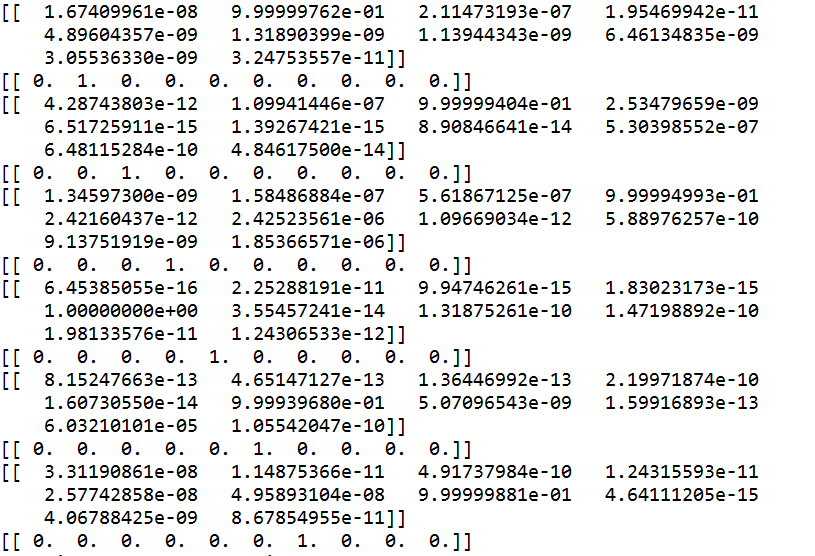 [[  1.67409961e-08   9.99999762e-01   2.11473193e-07   1.95469942e-11
    4.89604357e-09   1.31890399e-09   1.13944343e-09   6.46134835e-09
    3.05536330e-09   3.24753557e-11]]
[[ 0.  1.  0.  0.  0.  0.  0.  0.  0.  0.]]
[[  4.28743803e-12   1.09941446e-07   9.99999404e-01   2.53479659e-09
    6.51725911e-15   1.39267421e-15   8.90846641e-14   5.30398552e-07
    6.48115284e-10   4.84617500e-14]]
[[ 0.  0.  1.  0.  0.  0.  0.  0.  0.  0.]]
[[  1.34597300e-09   1.58486884e-07   5.61867125e-07   9.99994993e-01
    2.42160437e-12   2.42523561e-06   1.09669034e-12   5.88976257e-10
    9.13751919e-09   1.85366571e-06]]
[[ 0.  0.  0.  1.  0.  0.  0.  0.  0.  0.]]
[[  6.45385055e-16   2.25288191e-11   9.94746261e-15   1.83023173e-15
    1.00000000e+00   3.55457241e-14   1.31875261e-10   1.47198892e-10
    1.98133576e-11   1.24306533e-12]]
[[ 0.  0.  0.  0.  1.  0.  0.  0.  0.  0.]]
[[  8.15247663e-13   4.65147127e-13   1.36446992e-13   2.19971874e-10
    1.60730550e-14   9.99939680e-01   5.07096543e-09   1.59916893e-13
    6.03210101e-05   1.05542047e-10]]
[[ 0.  0.  0.  0.  0.  1.  0.  0.  0.  0.]]
[[  3.31190861e-08   1.14875366e-11   4.91737984e-10   1.24315593e-11
    2.57742858e-08   4.95893104e-08   9.99999881e-01   4.64111205e-15
    4.06788425e-09   8.67854955e-11]]
[[ 0.  0.  0.  0.  0.  0.  1.  0.  0.  0.]]